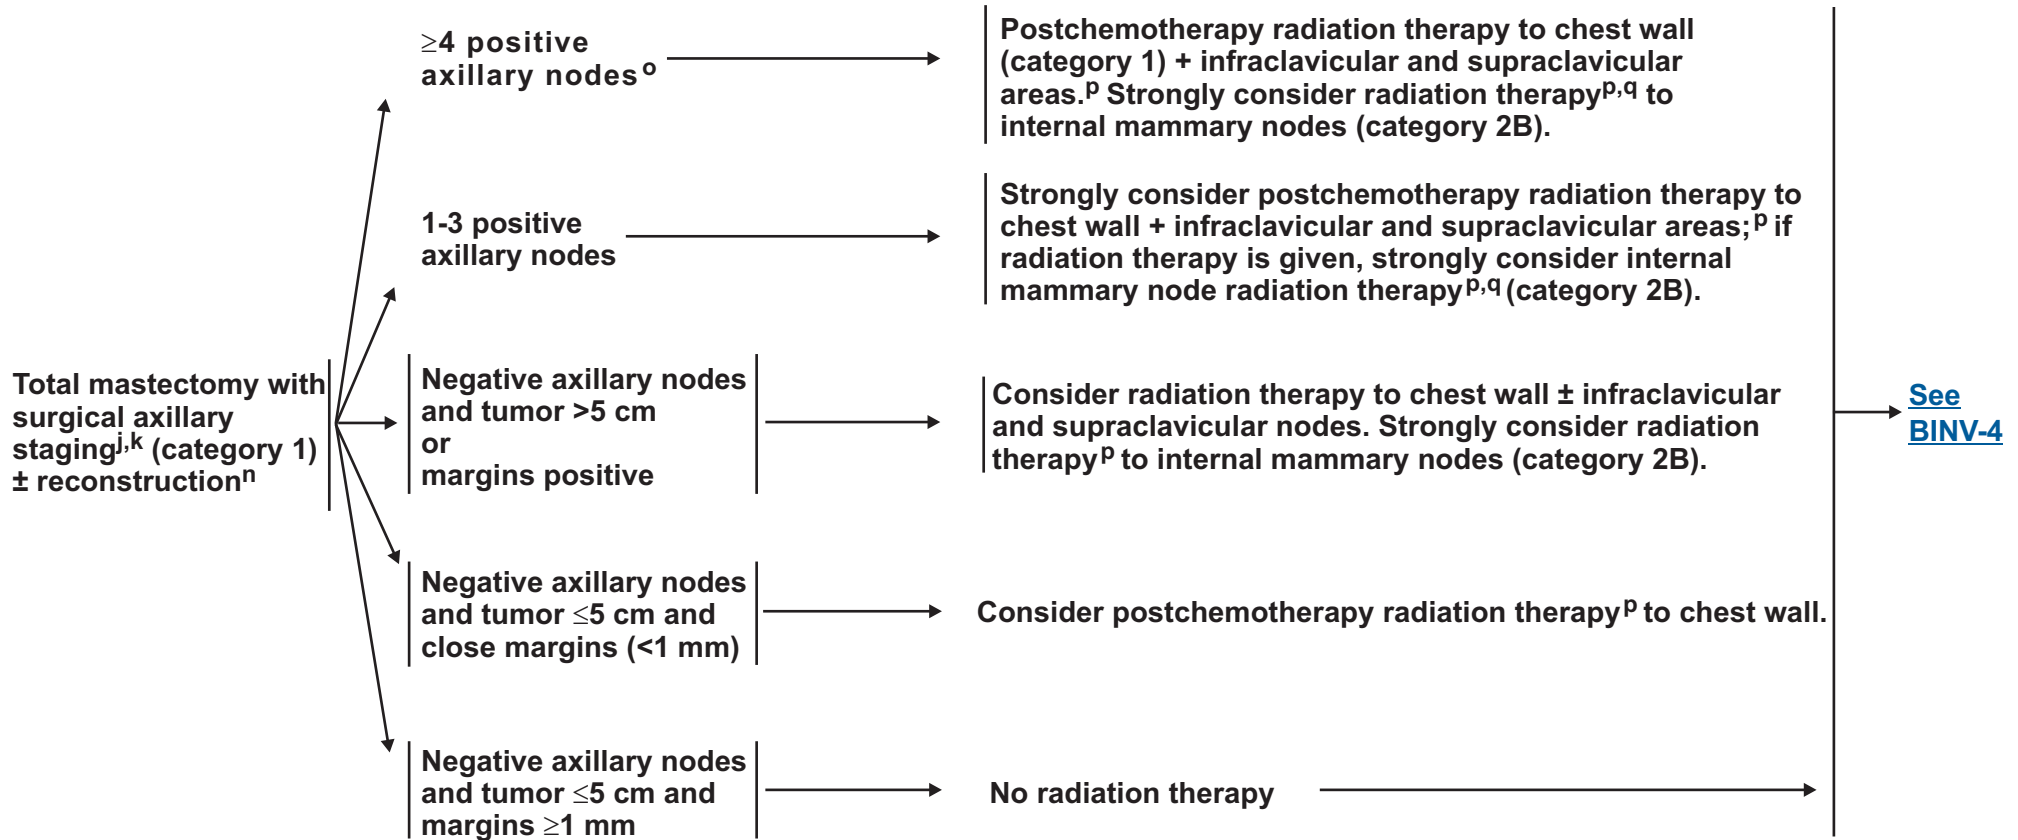 ≥4 positive
axillary nodes o
Postchemotherapy radiation therapy to chest wall
(category 1) + infraclavicular and supraclavicular
areas.p Strongly consider radiation therapy p,q to
internal mammary nodes (category 2B).
1-3 positive
axillary nodes
Strongly consider postchemotherapy radiation therapy to
chest wall + infraclavicular and supraclavicular areas; p if
radiation therapy is given, strongly consider internal
mammary node radiation therapy p,q (category 2B).
Total mastectomy with
surgical axillary
staging j,k (category 1)
± reconstruction n
Negative axillary nodes
and tumor >5 cm
or
margins positive
Consider radiation therapy to chest wall ± infraclavicular
and supraclavicular nodes. Strongly consider radiation
therapy p to internal mammary nodes (category 2B).
See
BINV-4
Negative axillary nodes
and tumor ≤5 cm and
close margins (<1 mm)
Consider postchemotherapy radiation therapy p to chest wall.
Negative axillary nodes
and tumor ≤5 cm and
margins ≥1 mm
No radiation therapy